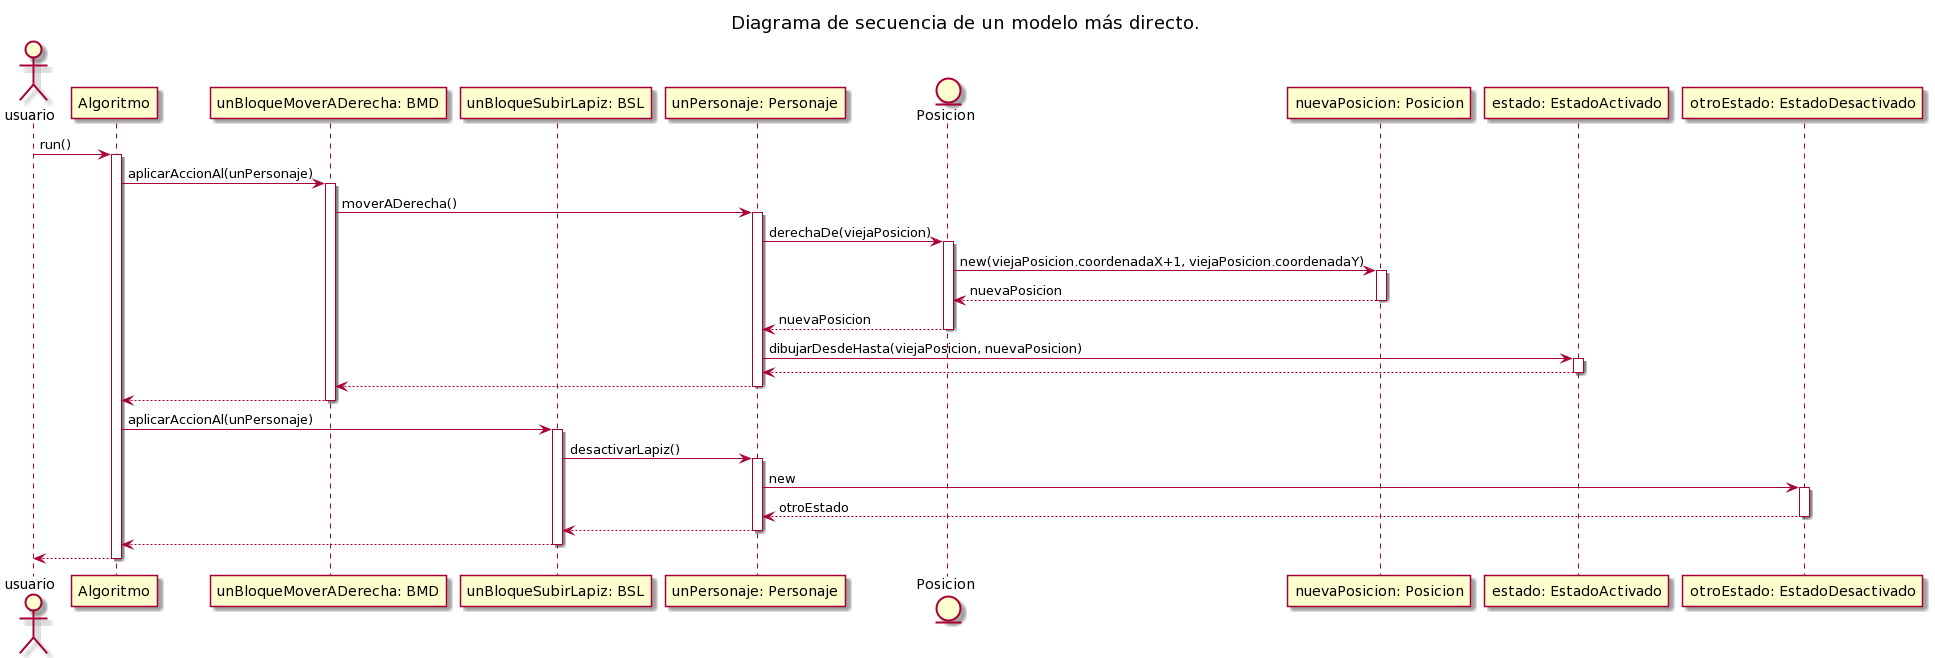 Diagrama de secuencia de un modelo más directo.
usuario
Algoritmo
unBloqueMoverADerecha: BMD
unBloqueSubirLapiz: BSL
unPersonaje: Personaje
Posicion
nuevaPosicion: Posicion
estado: EstadoActivado
otroEstado: EstadoDesactivado
run()
aplicarAccionAl(unPersonaje)
moverADerecha()
derechaDe(viejaPosicion)
new(viejaPosicion.coordenadaX+1, viejaPosicion.coordenadaY)
nuevaPosicion
nuevaPosicion
dibujarDesdeHasta(viejaPosicion, nuevaPosicion)
aplicarAccionAl(unPersonaje)
desactivarLapiz()
new
otroEstado
usuario
Algoritmo
unBloqueMoverADerecha: BMD
unBloqueSubirLapiz: BSL
unPersonaje: Personaje
Posicion
nuevaPosicion: Posicion
estado: EstadoActivado
otroEstado: EstadoDesactivado